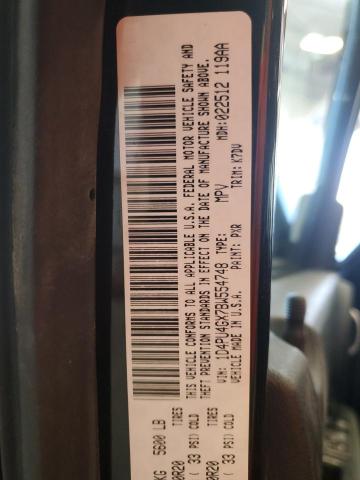 KG 5600 LB
0R20 TIRES
( 33 PSI) COLD
0R20 TIRES
( 33 PSI) COLD
THIS VEHICLE CONFORMS TO ALL APPLICABLE U.S.A. FEDERAL MOTOR VEHICLE SAFETY AND
THEFT PREVENTION STANDARDS IN EFFECT ON THE DATE OF MANUFACTURE SHOWN ABOVE.
VIN: 1D4PU4GX7BW554748 TYPE: MPV MDH: 022512 119AA
PAINT: PXR TRIM: K7DV
VEHICLE MADE IN U.S.A.